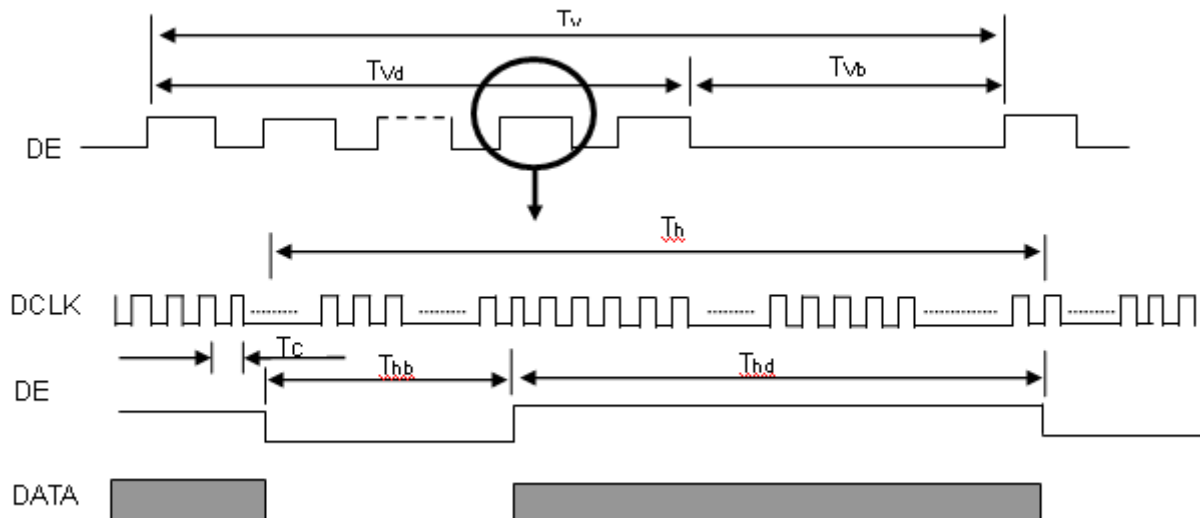 Tv
Tvd
Tvb
DE
Th
DCLK
Tc
Thb
Thd
DE
DATA